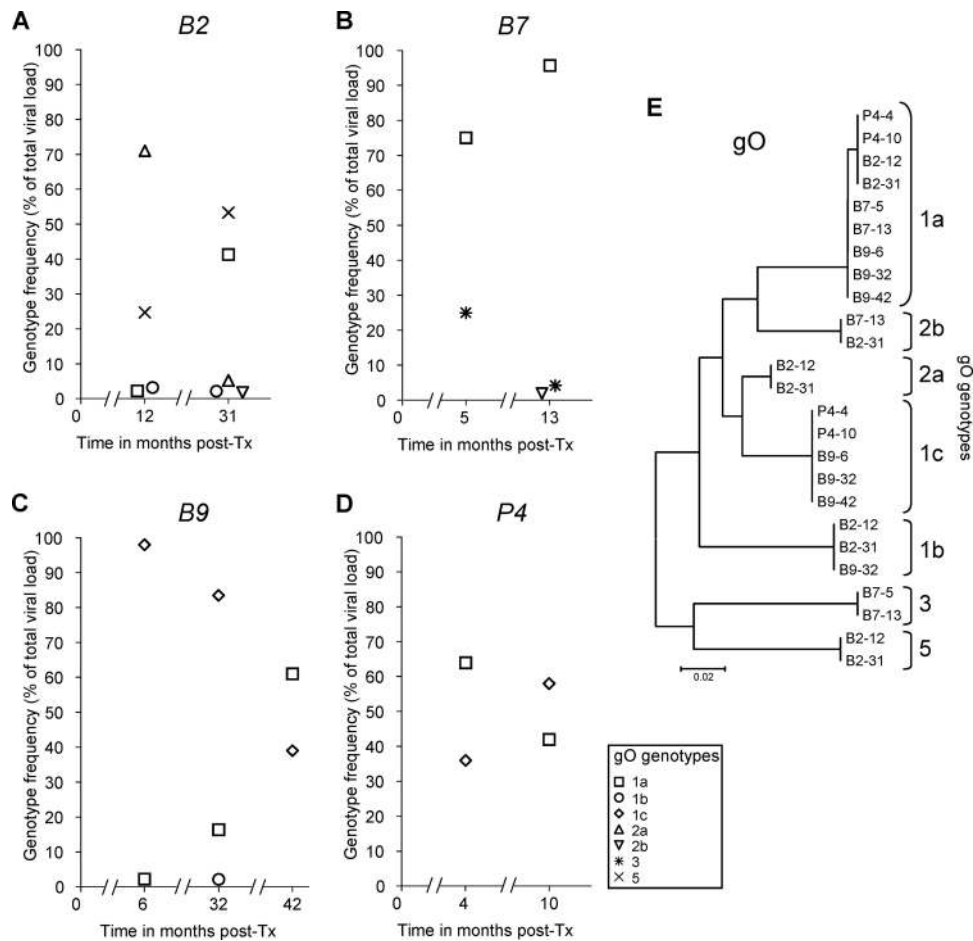 A
B2
Genotype frequency (% of total viral load)
100
90
80
70
60
50
40
30
20
10
0
0
12
31
Time in months post-Tx
B
B7
Genotype frequency (% of total viral load)
100
90
80
70
60
50
40
30
20
10
0
0
5
13
Time in months post-Tx
C
B9
Genotype frequency (% of total viral load)
100
90
80
70
60
50
40
30
20
10
0
0
6
32
42
Time in months post-Tx
D
P4
Genotype frequency (% of total viral load)
100
90
80
70
60
50
40
30
20
10
0
0
4
10
Time in months post-Tx
gO genotypes
1a
1b
1c
2a
2b
3
5
E
gO
P4-4
P4-10
B2-12
B2-31
B7-5
B7-13
B9-6
B9-32
B9-42
1a
B7-13
B2-31
2b
B2-12
B2-31
2a
P4-4
P4-10
B9-6
B9-32
B9-42
1c
B2-12
B2-31
B9-32
1b
B7-5
B7-13
3
B2-12
B2-31
5
gO genotypes
0.02